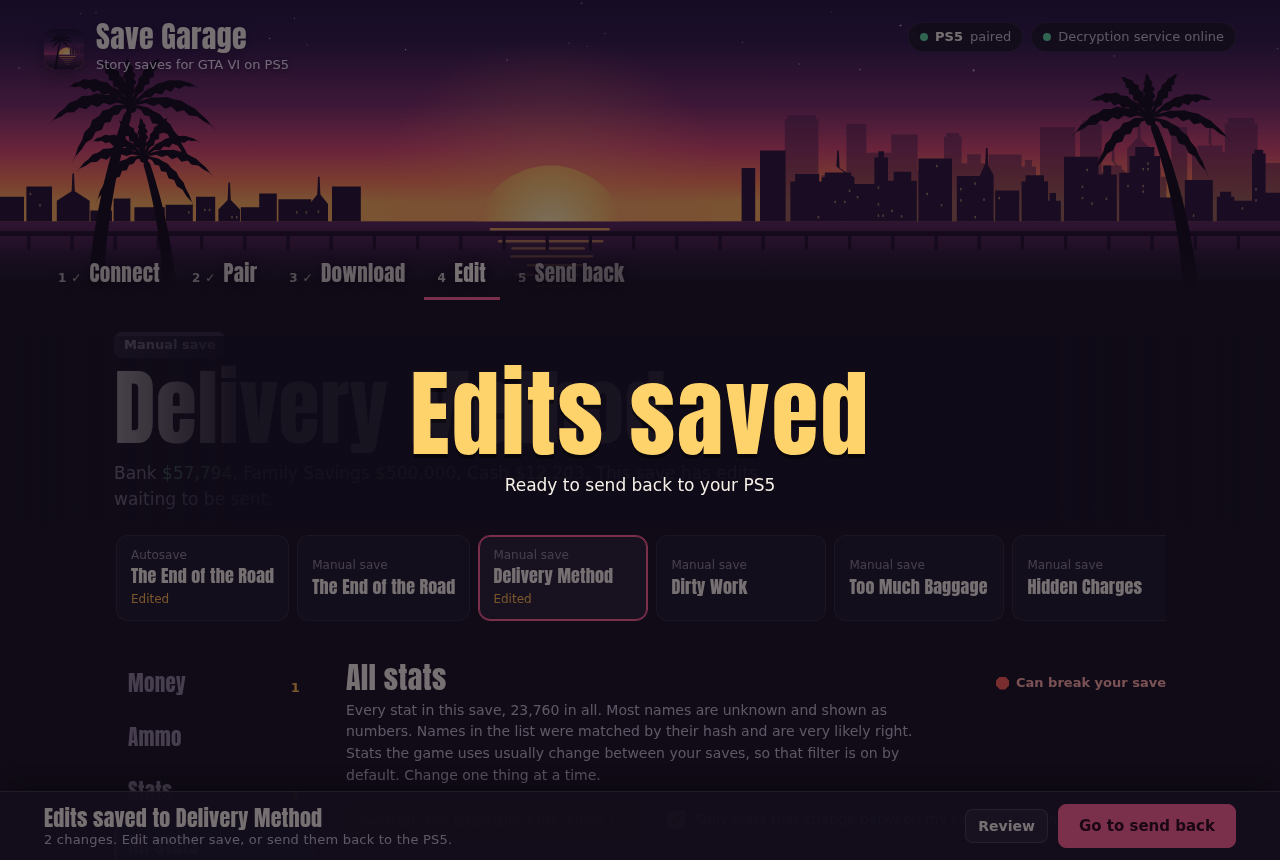 Save Garage
Story saves for GTA VI on PS5
PS5 paired
Decryption service online
1 ✓ Connect
2 ✓ Pair
3 ✓ Download
4 Edit
5 Send back
Manual save
Delivery Method
Edits saved
Bank $57,794, Family Savings $500,000, Cash $12,703. This save has edits
waiting to be sent.
Ready to send back to your PS5
Autosave
The End of the Road
Edited
Manual save
The End of the Road
Manual save
Delivery Method
Edited
Manual save
Dirty Work
Manual save
Too Much Baggage
Manual save
Hidden Charges
Money 1
Ammo
Stats
All stats
Can break your save
Every stat in this save, 23,760 in all. Most names are unknown and shown as
numbers. Names in the list were matched by their hash and are very likely right.
Stats the game uses usually change between your saves, so that filter is on by
default. Change one thing at a time.
Edits saved to Delivery Method
2 changes. Edit another save, or send them back to the PS5.
Review
Go to send back